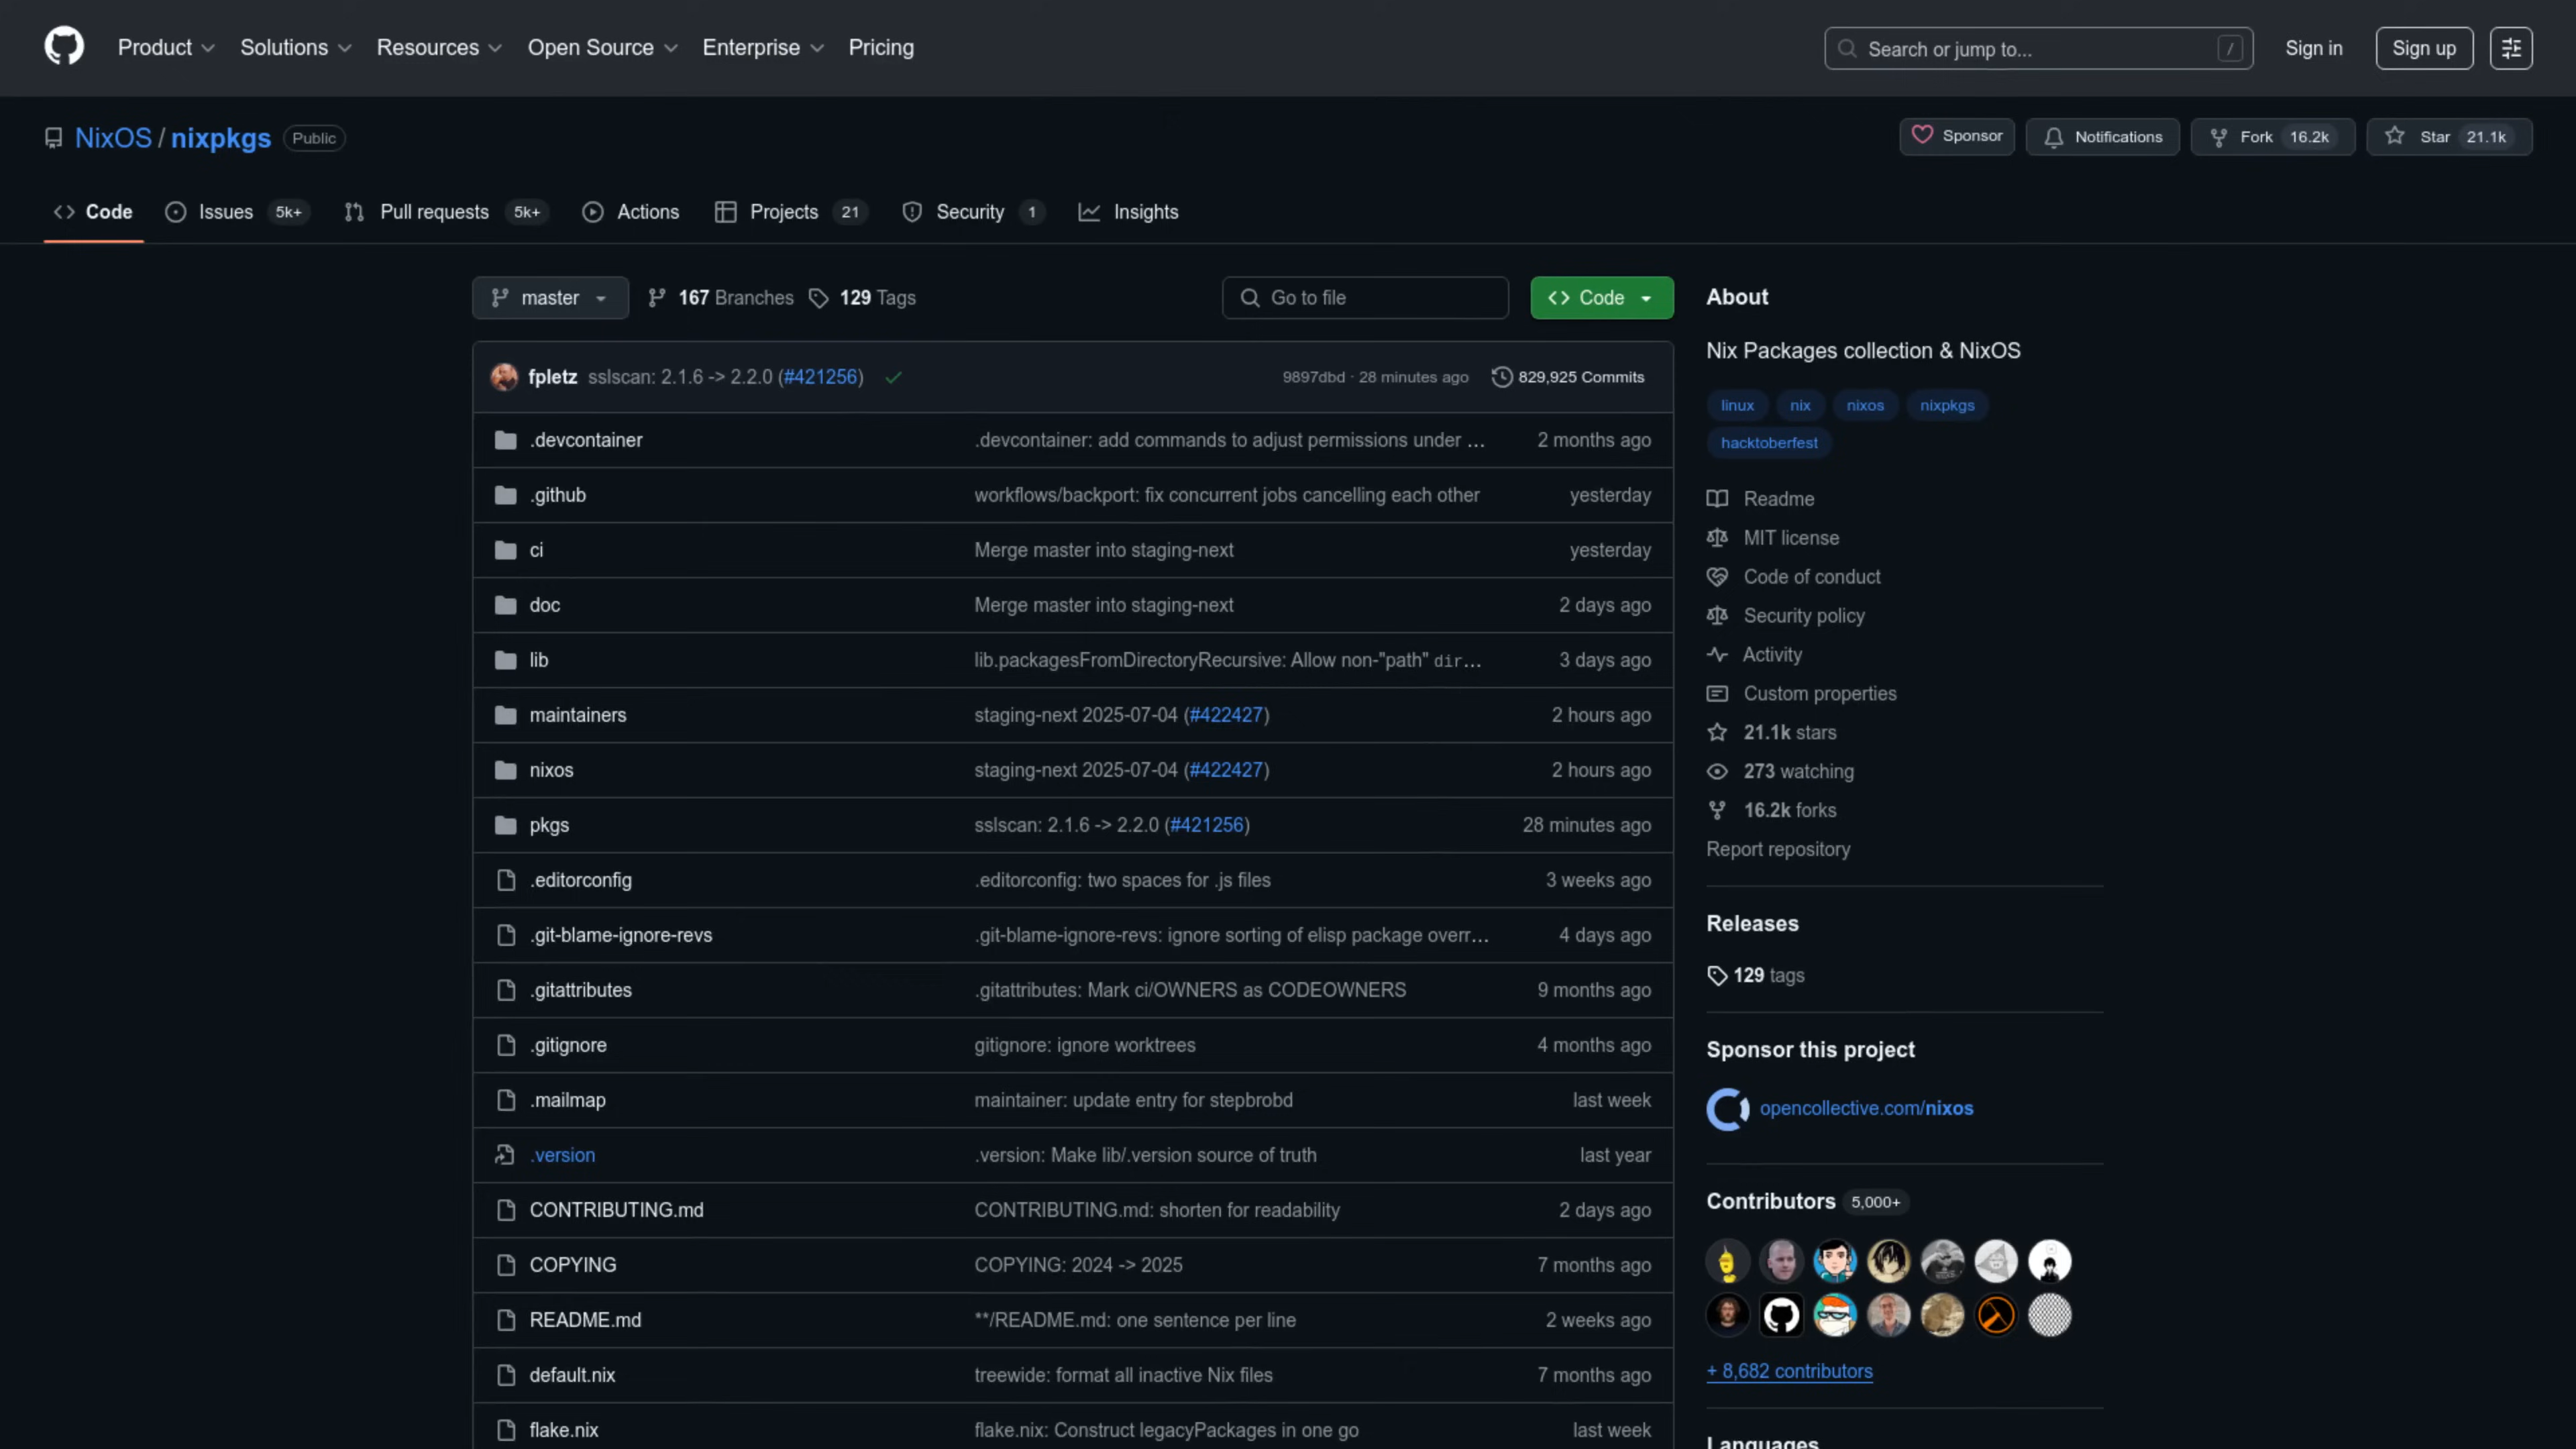 Product Solutions Resources Open Source Enterprise Pricing Search or jump to... / Sign in Sign up
NixOS / nixpkgs Public Sponsor Notifications Fork 16.2k Star 21.1k
Code Issues 5k+ Pull requests 5k+ Actions Projects 21 Security 1 Insights
master 167 Branches 129 Tags Go to file Code
fpletz sslscan: 2.1.6 -> 2.2.0 (#421256) 9897dbd · 28 minutes ago 829,925 Commits
.devcontainer .devcontainer: add commands to adjust permissions under … 2 months ago
.github workflows/backport: fix concurrent jobs cancelling each other yesterday
ci Merge master into staging-next yesterday
doc Merge master into staging-next 2 days ago
lib lib.packagesFromDirectoryRecursive: Allow non-"path" dir… 3 days ago
maintainers staging-next 2025-07-04 (#422427) 2 hours ago
nixos staging-next 2025-07-04 (#422427) 2 hours ago
pkgs sslscan: 2.1.6 -> 2.2.0 (#421256) 28 minutes ago
.editorconfig .editorconfig: two spaces for .js files 3 weeks ago
.git-blame-ignore-revs .git-blame-ignore-revs: ignore sorting of elisp package overr… 4 days ago
.gitattributes .gitattributes: Mark ci/OWNERS as CODEOWNERS 9 months ago
.gitignore gitignore: ignore worktrees 4 months ago
.mailmap maintainer: update entry for stepbrobd last week
.version .version: Make lib/.version source of truth last year
CONTRIBUTING.md CONTRIBUTING.md: shorten for readability 2 days ago
COPYING COPYING: 2024 -> 2025 7 months ago
README.md **/README.md: one sentence per line 2 weeks ago
default.nix treewide: format all inactive Nix files 7 months ago
flake.nix flake.nix: Construct legacyPackages in one go last week
About
Nix Packages collection & NixOS
linux nix nixos nixpkgs
hacktoberfest
Readme
MIT license
Code of conduct
Security policy
Activity
Custom properties
21.1k stars
273 watching
16.2k forks
Report repository
Releases
129 tags
Sponsor this project
opencollective.com/nixos
Contributors 5,000+
+ 8,682 contributors
Languages